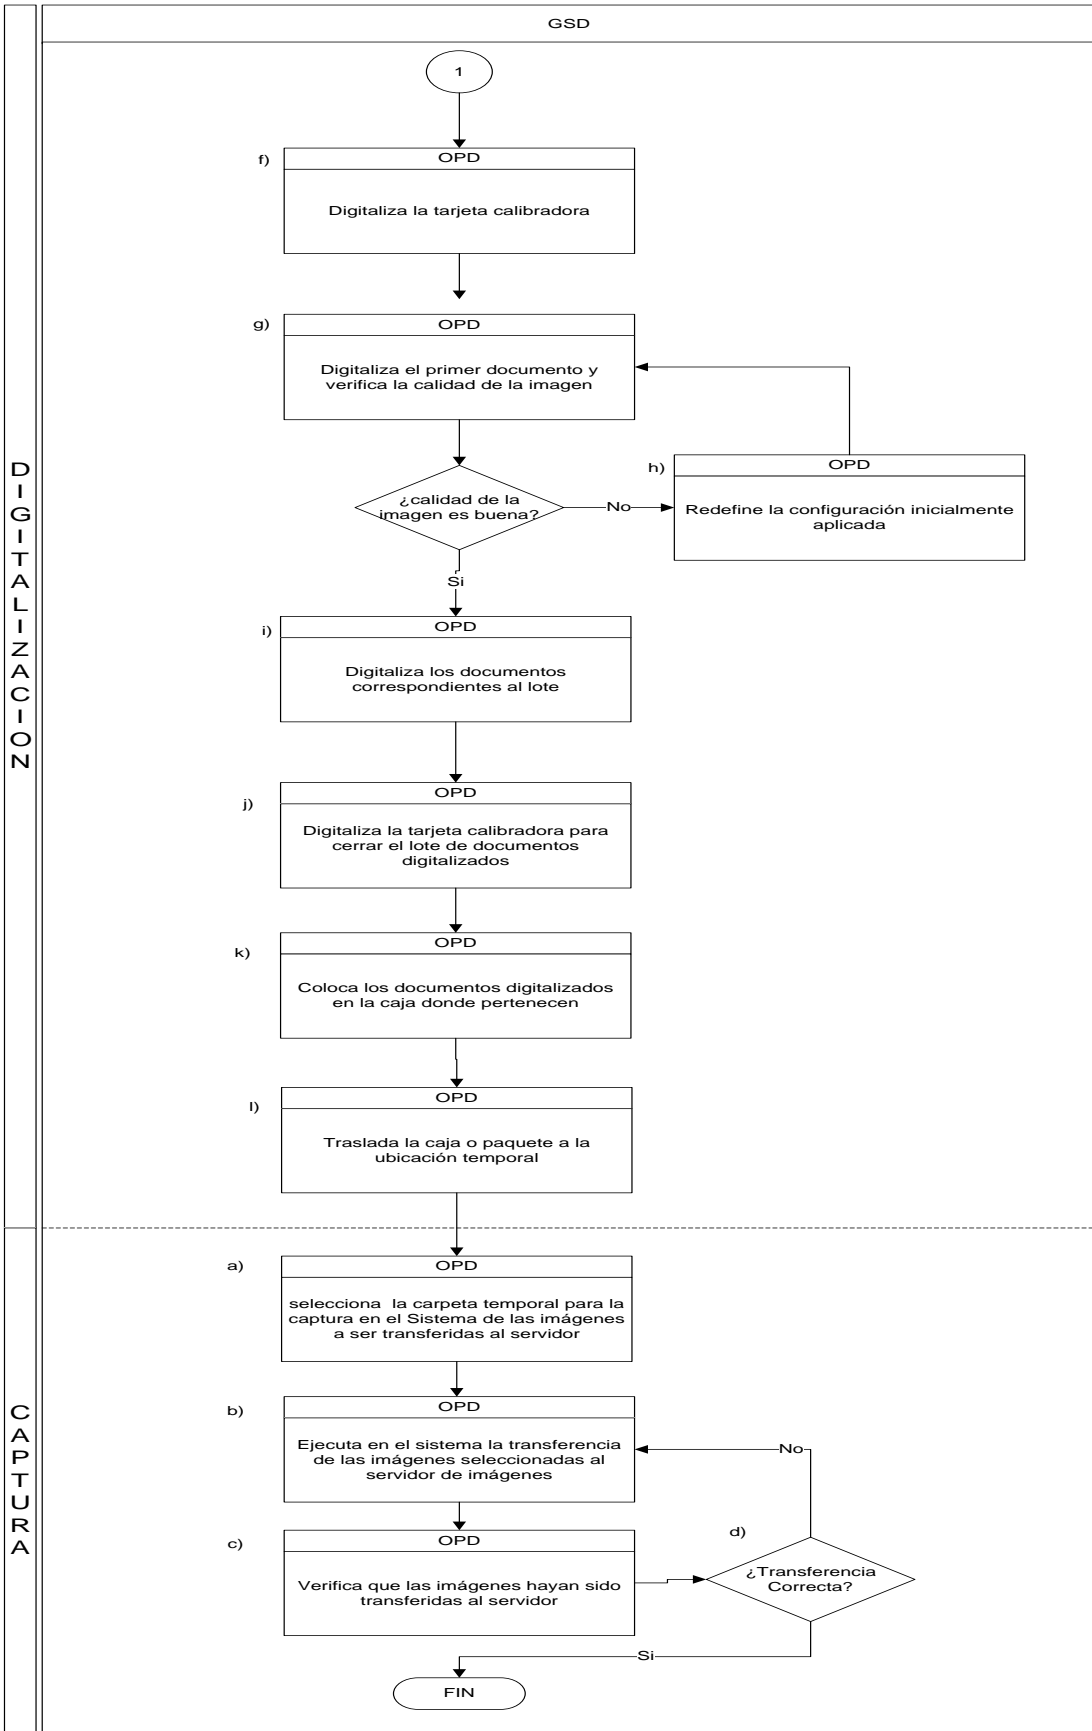 GSD
1
f)
OPD
Digitaliza la tarjeta calibradora
g)
OPD
Digitaliza el primer documento y
verifica la calidad de la imagen
¿calidad de la
imagen es buena?
No
h)
OPD
Redefine la configuración inicialmente
aplicada
Si
i)
OPD
Digitaliza los documentos
correspondientes al lote
j)
OPD
Digitaliza la tarjeta calibradora para
cerrar el lote de documentos
digitalizados
k)
OPD
Coloca los documentos digitalizados
en la caja donde pertenecen
l)
OPD
Traslada la caja o paquete a la
ubicación temporal
DIGITALIZACION
a)
OPD
selecciona  la carpeta temporal para la
captura en el Sistema de las imágenes
a ser transferidas al servidor
b)
OPD
Ejecuta en el sistema la transferencia
de las imágenes seleccionadas al
servidor de imágenes
No
c)
OPD
Verifica que las imágenes hayan sido
transferidas al servidor
d)
¿Transferencia
Correcta?
Si
FIN
CAPTURA